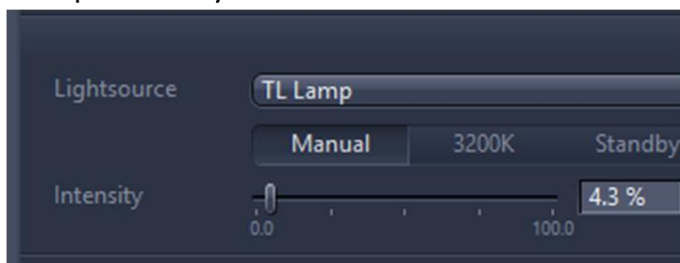 Lightsource TL Lamp
Manual 3200K Standby
Intensity 4.3 %
0.0 100.0